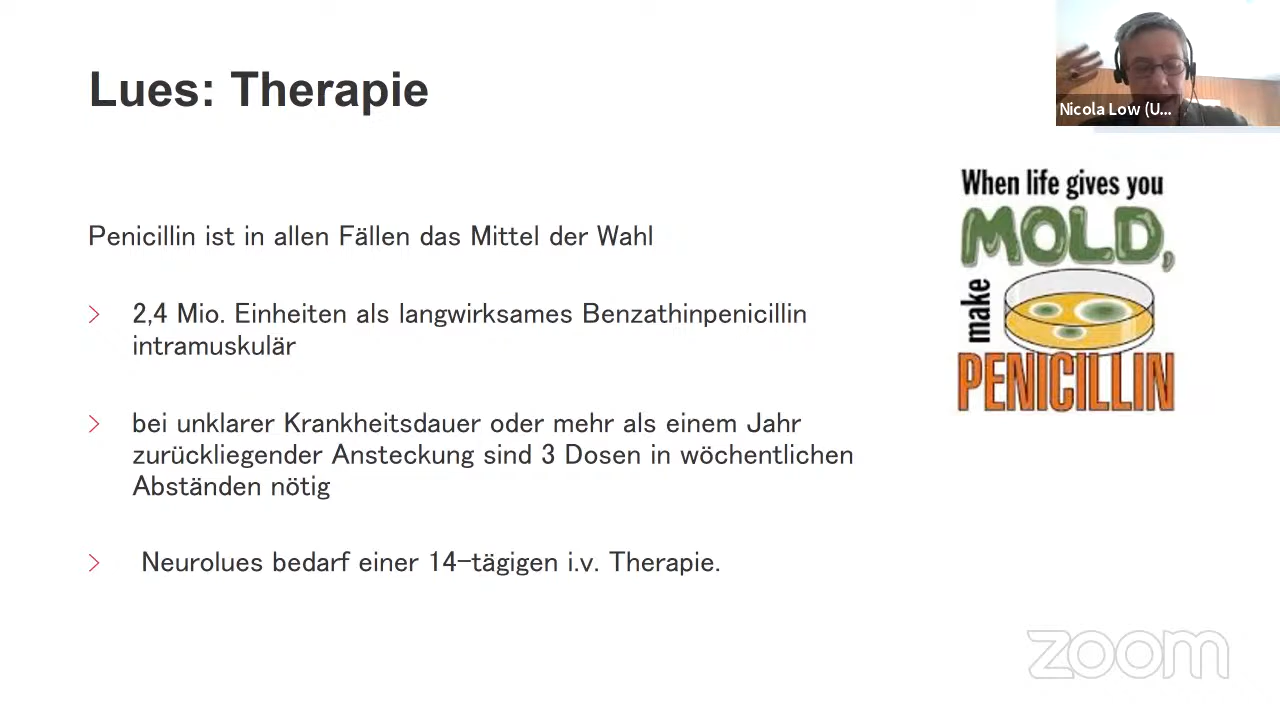 Lues: Therapie
Nicola Low (U...
When life gives you
MOLD,
make
PENICILLIN
Penicillin ist in allen Fällen das Mittel der Wahl
> 2,4 Mio. Einheiten als langwirksames Benzathinpenicillin
intramuskulär
> bei unklarer Krankheitsdauer oder mehr als einem Jahr
zurückliegender Ansteckung sind 3 Dosen in wöchentlichen
Abständen nötig
> Neurolues bedarf einer 14-tägigen i.v. Therapie.
zoom